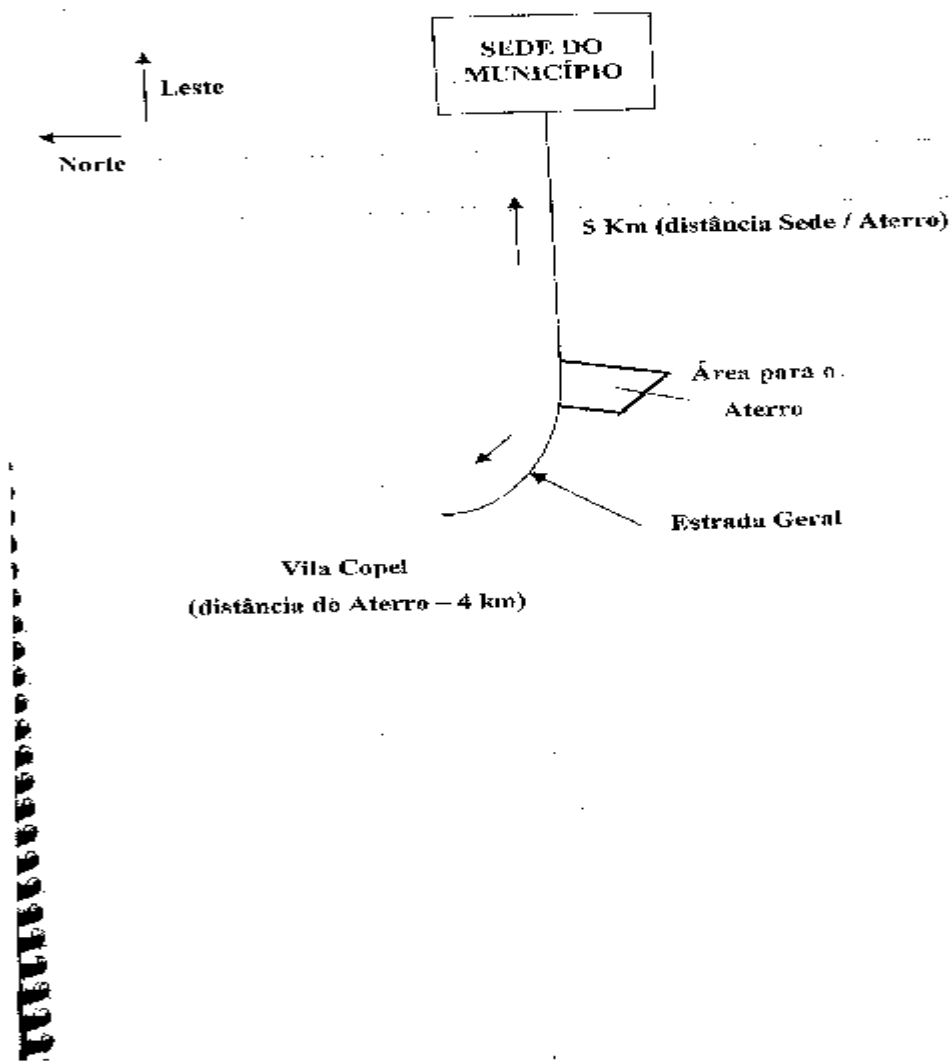 SEDE DO
MUNICÍPIO
Leste
Norte
5 Km (distância Sede / Aterro)
Área para o
Aterro
Estrada Geral
Vila Copel
(distância do Aterro – 4 km)